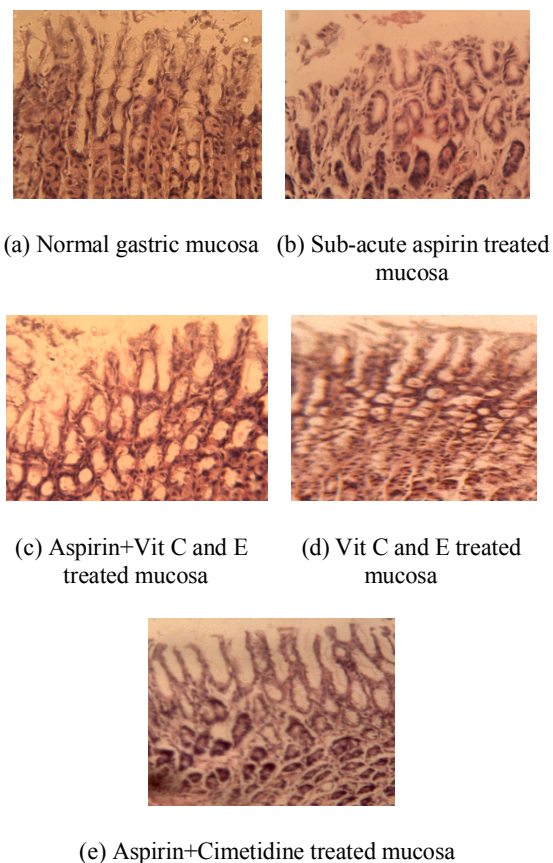 (a) Normal gastric mucosa
(b) Sub-acute aspirin treated
mucosa
(c) Aspirin+Vit C and E
treated mucosa
(d) Vit C and E treated
mucosa
(e) Aspirin+Cimetidine treated mucosa